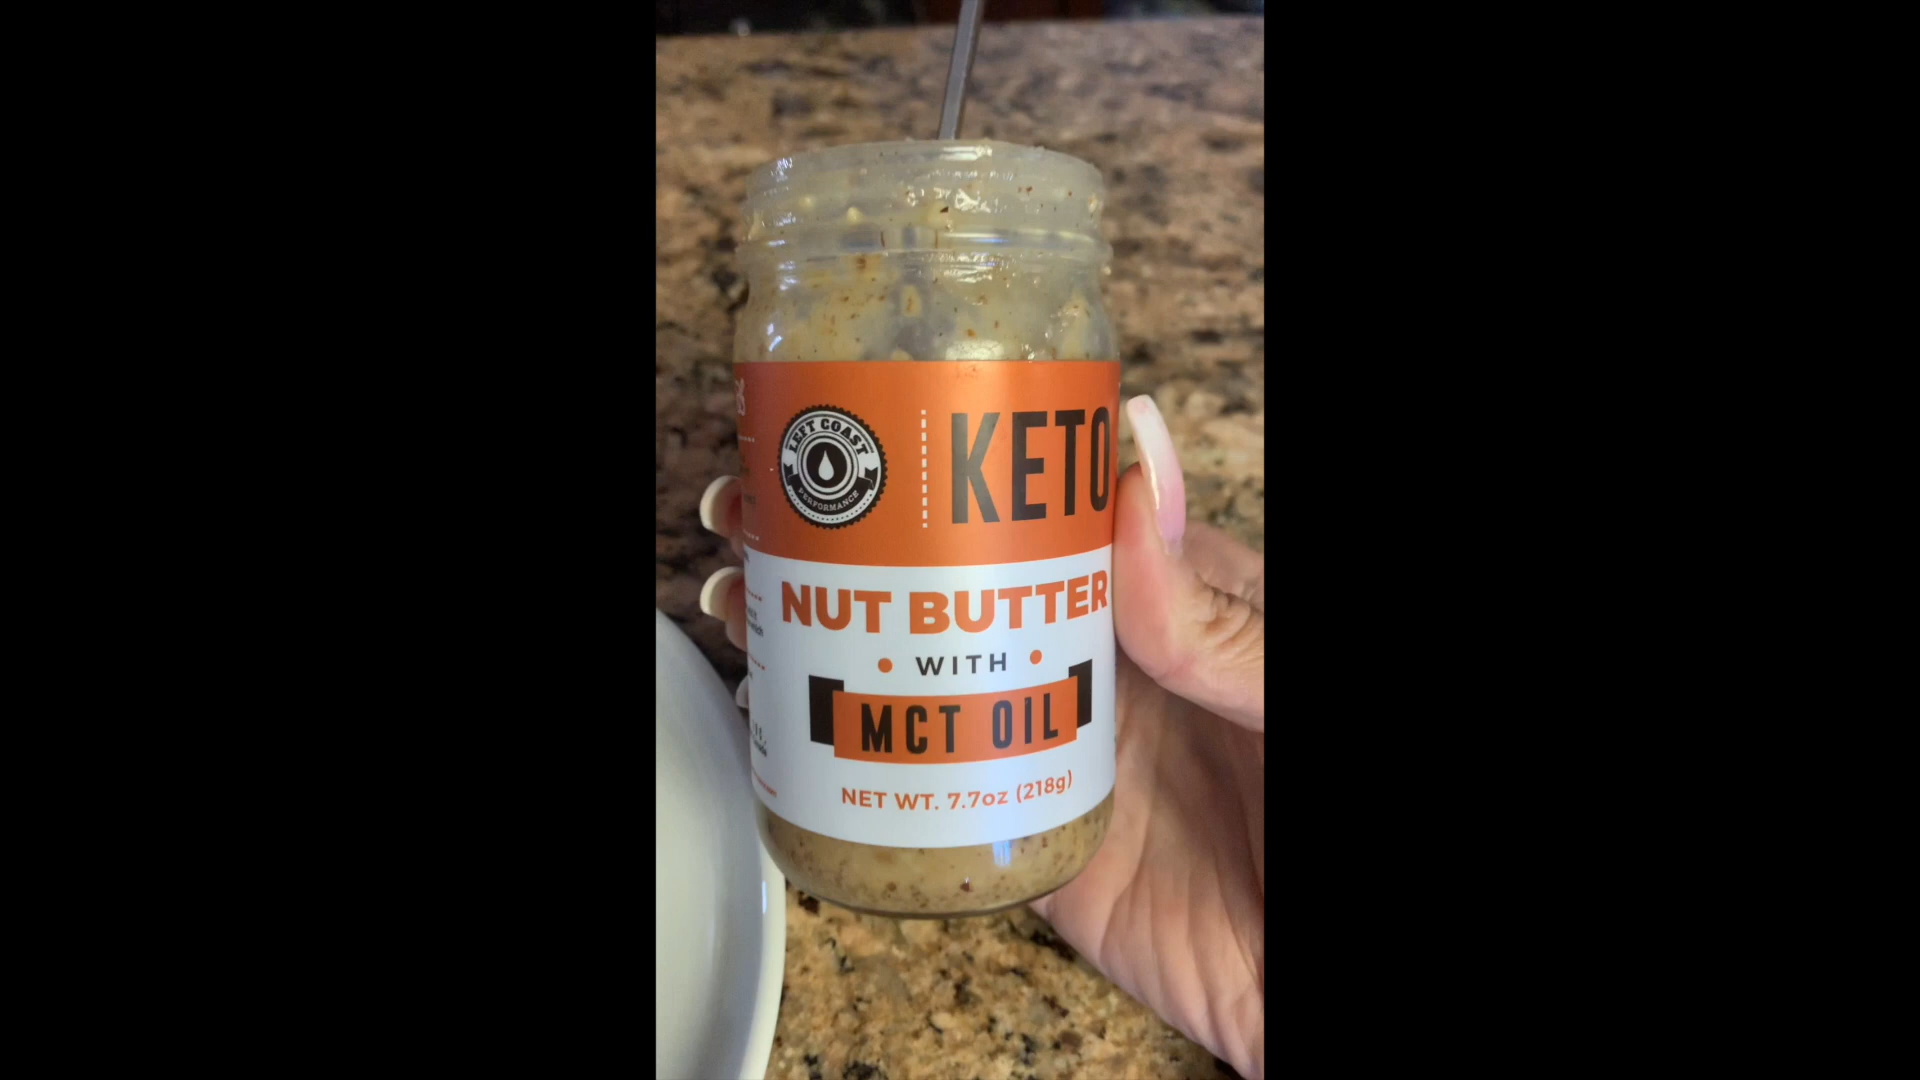 LEFT COAST
PERFORMANCE
KETO
NUT BUTTER
WITH
MCT OIL
NET WT. 7.7oz (218g)